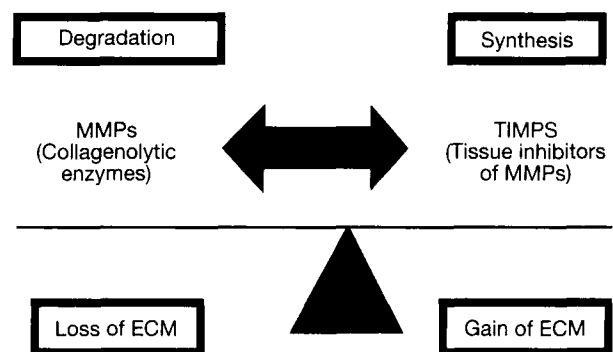 Degradation
Synthesis
MMPs
(Collagenolytic
enzymes)
TIMPS
(Tissue inhibitors
of MMPs)
Loss of ECM
Gain of ECM